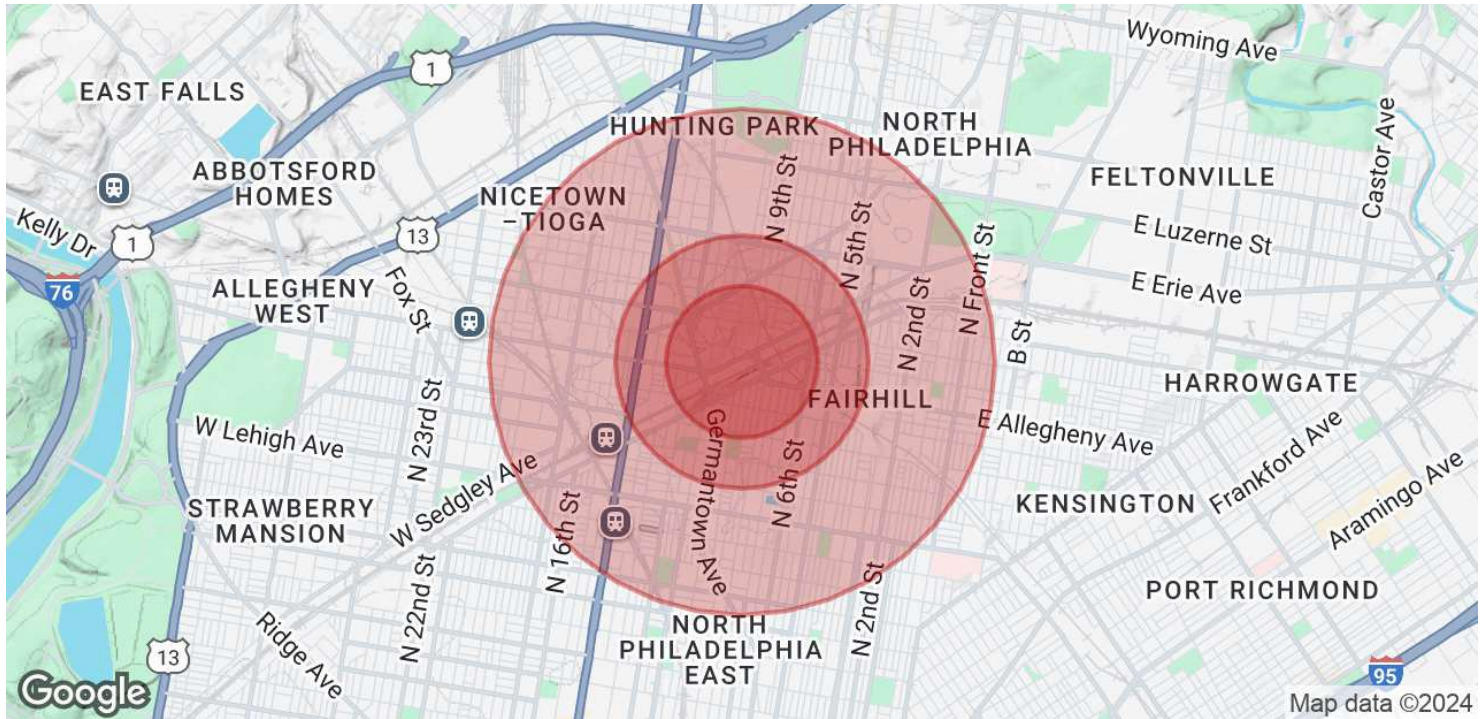 Wyoming Ave
1
EAST FALLS
HUNTING PARK
NORTH
PHILADELPHIA
Castor Ave
ABBOTSFORD
HOMES
N 9th St
FELTONVILLE
NICETOWN
–TIOGA
Kelly Dr
1
13
N 5th St
E Luzerne St
N Front St
76
ALLEGHENY
WEST
Fox St
E Erie Ave
N 2nd St
B St
HARROWGATE
FAIRHILL
W Lehigh Ave
N 23rd St
Germantown Ave
E Allegheny Ave
Frankford Ave
Aramingo Ave
STRAWBERRY
MANSION
W Sedgley Ave
N 6th St
KENSINGTON
N 16th St
PORT RICHMOND
N 22nd St
N 2nd St
Ridge Ave
NORTH
PHILADELPHIA
EAST
13
95
Google
Map data ©2024